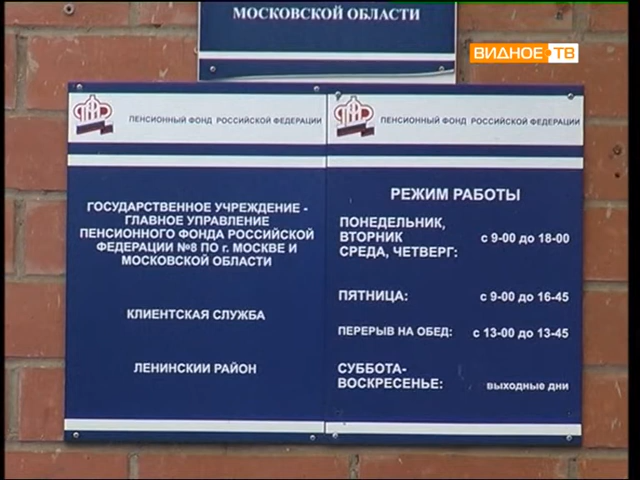 МОСКОВСКОЙ ОБЛАСТИ
ВИДНОЕ ТВ
ПЕНСИОННЫЙ ФОНД РОССИЙСКОЙ ФЕДЕРАЦИИ
ГОСУДАРСТВЕННОЕ УЧРЕЖДЕНИЕ -
ГЛАВНОЕ УПРАВЛЕНИЕ
ПЕНСИОННОГО ФОНДА РОССИЙСКОЙ
ФЕДЕРАЦИИ №8 ПО г. МОСКВЕ И
МОСКОВСКОЙ ОБЛАСТИ
КЛИЕНТСКАЯ СЛУЖБА
ЛЕНИНСКИЙ РАЙОН
ПЕНСИОННЫЙ ФОНД РОССИЙСКОЙ ФЕДЕРАЦИИ
РЕЖИМ РАБОТЫ
ПОНЕДЕЛЬНИК,
ВТОРНИК с 9-00 до 18-00
СРЕДА, ЧЕТВЕРГ:
ПЯТНИЦА: с 9-00 до 16-45
ПЕРЕРЫВ НА ОБЕД: с 13-00 до 13-45
СУББОТА-
ВОСКРЕСЕНЬЕ: выходные дни